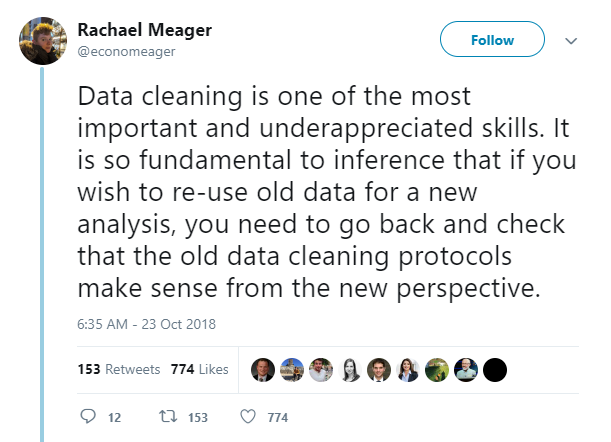 Rachael Meager
@economeager
Follow
Data cleaning is one of the most
important and underappreciated skills. It
is so fundamental to inference that if you
wish to re-use old data for a new
analysis, you need to go back and check
that the old data cleaning protocols
make sense from the new perspective.
6:35 AM - 23 Oct 2018
153 Retweets 774 Likes
12 153 774